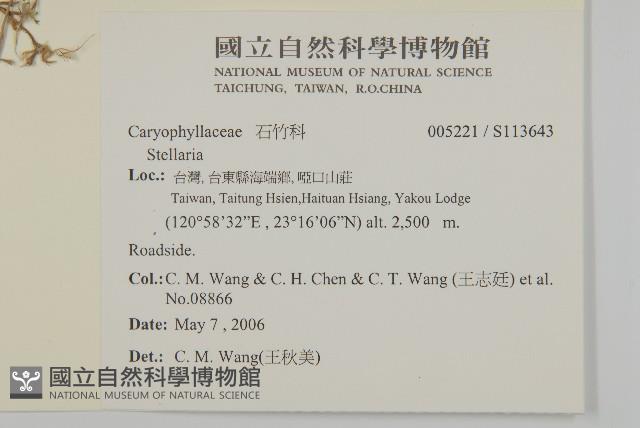 國立自然科學博物館
NATIONAL MUSEUM OF NATURAL SCIENCE
TAICHUNG, TAIWAN, R.O.CHINA
Caryophyllaceae 石竹科 005221 / S113643
Stellaria
Loc.: 台灣, 台東縣海端鄉, 啞口山莊
Taiwan, Taitung Hsien,Haituan Hsiang, Yakou Lodge
(120°58’32”E , 23°16’06”N) alt. 2,500 m.
Roadside.
Col.: C. M. Wang & C. H. Chen & C. T. Wang (王志廷) et al.
No.08866
Date: May 7 , 2006
Det.: C. M. Wang(王秋美)
國立自然科學博物館
NATIONAL MUSEUM OF NATURAL SCIENCE